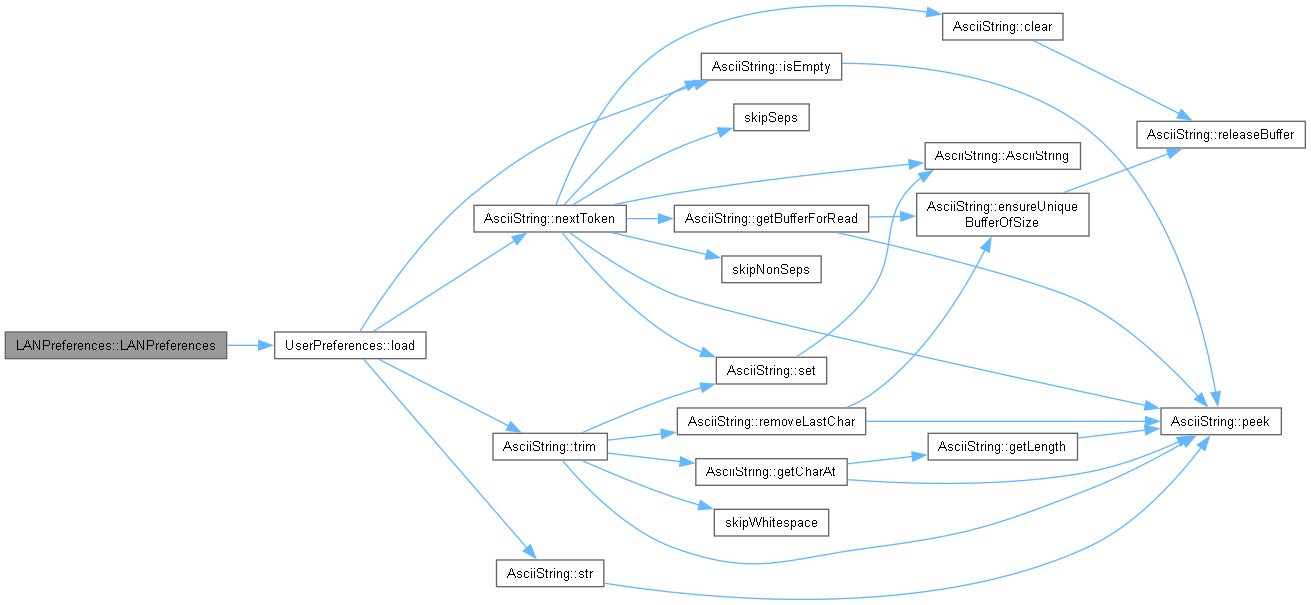 AsciiString::clear
AsciiString::isEmpty
skipSeps
AsciiString::releaseBuffer
AsciiString::AsciiString
AsciiString::nextToken
AsciiString::getBufferForRead
AsciiString::ensureUnique
BufferOfSize
skipNonSeps
LANPreferences::LANPreferences
UserPreferences::load
AsciiString::set
AsciiString::removeLastChar
AsciiString::peek
AsciiString::trim
AsciiString::getLength
AsciiString::getCharAt
skipWhitespace
AsciiString::str